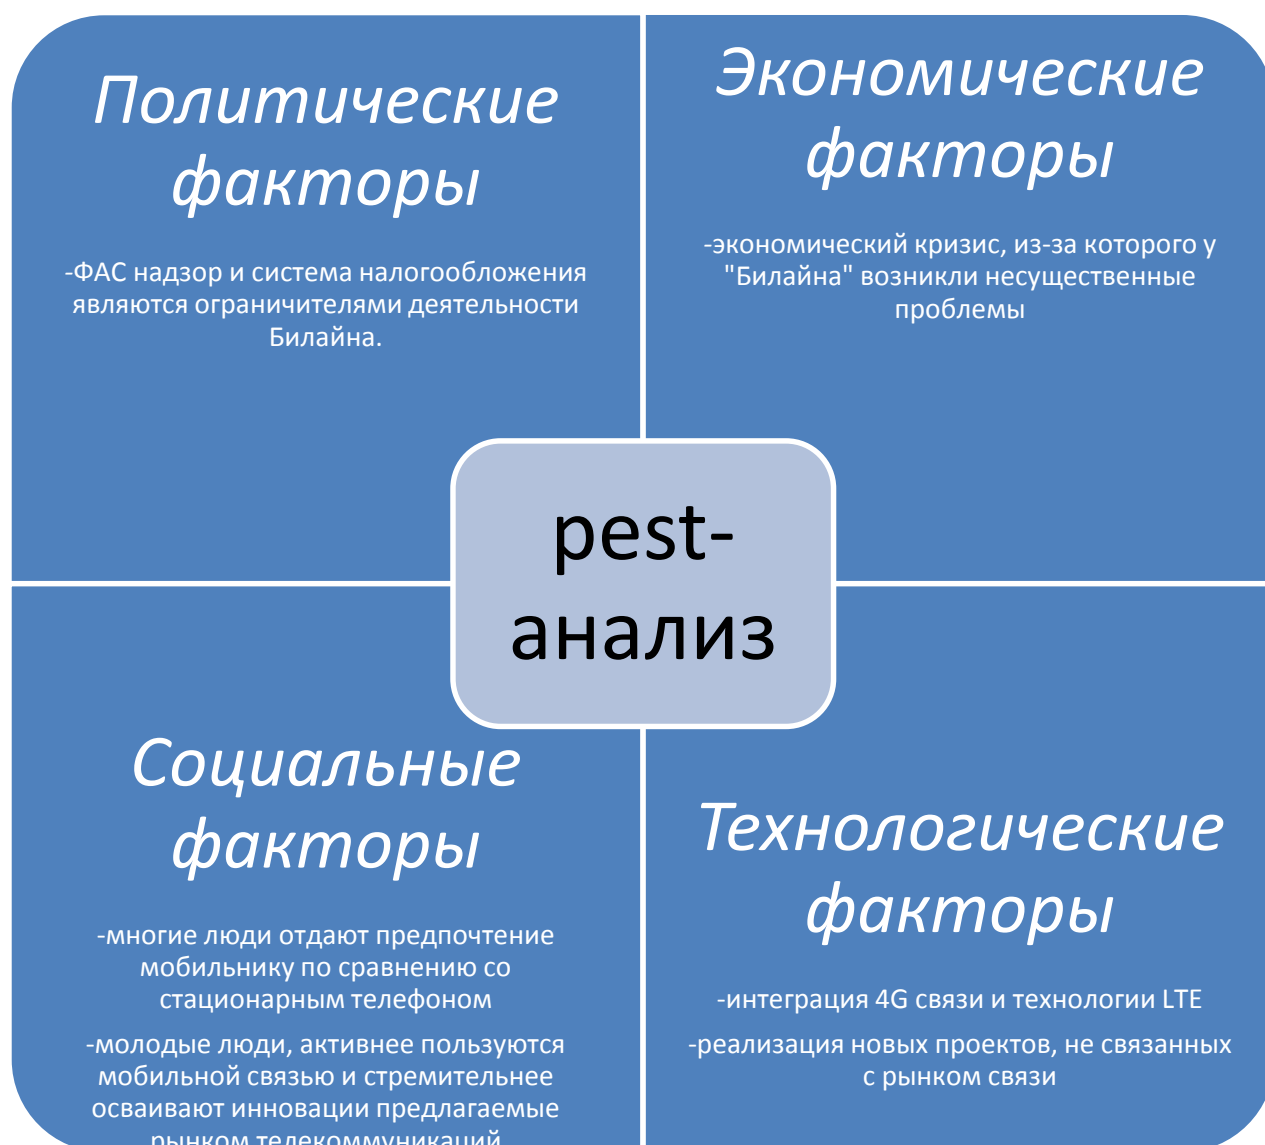 Политические
факторы
-ФАС надзор и система налогообложения
являются ограничителями деятельности
Билайна.
Экономические
факторы
-экономический кризис, из-за которого у
"Билайна" возникли несущественные
проблемы
pest-
анализ
Социальные
факторы
-многие люди отдают предпочтение
мобильнику по сравнению со
стационарным телефоном
-молодые люди, активнее пользуются
мобильной связью и стремительнее
осваивают инновации предлагаемые
рынком телекоммуникаций
Технологические
факторы
-интеграция 4G связи и технологии LTE
-реализация новых проектов, не связанных
с рынком связи